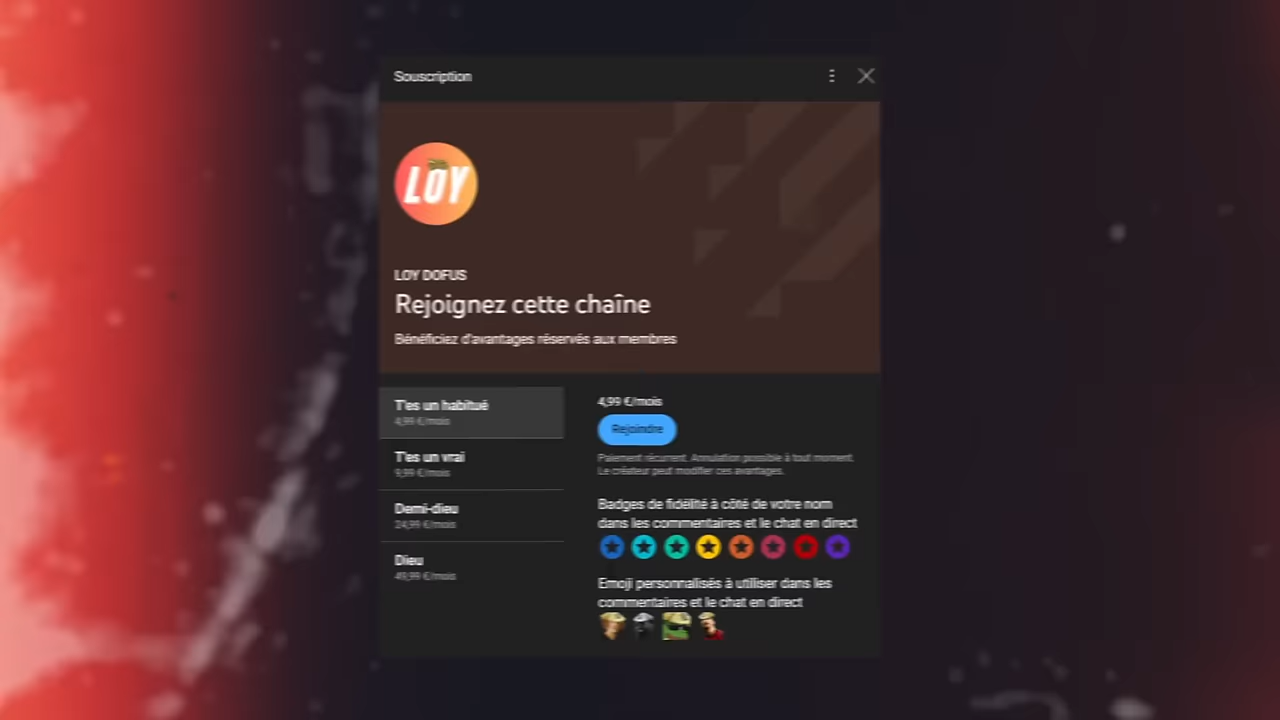 Souscription
LOY
LOY DOFUS
Rejoignez cette chaîne
Bénéficiez d'avantages réservés aux membres
T'es un habitué
4,99 €/mois
T'es un vrai
9,99 €/mois
Demi-dieu
24,99 €/mois
Dieu
49,99 €/mois
4,99 €/mois
Rejoindre
Paiement récurrent. Annulation possible à tout moment.
Le créateur peut modifier ces avantages.
Badges de fidélité à côté de votre nom
dans les commentaires et le chat en direct
Emoji personnalisés à utiliser dans les
commentaires et le chat en direct